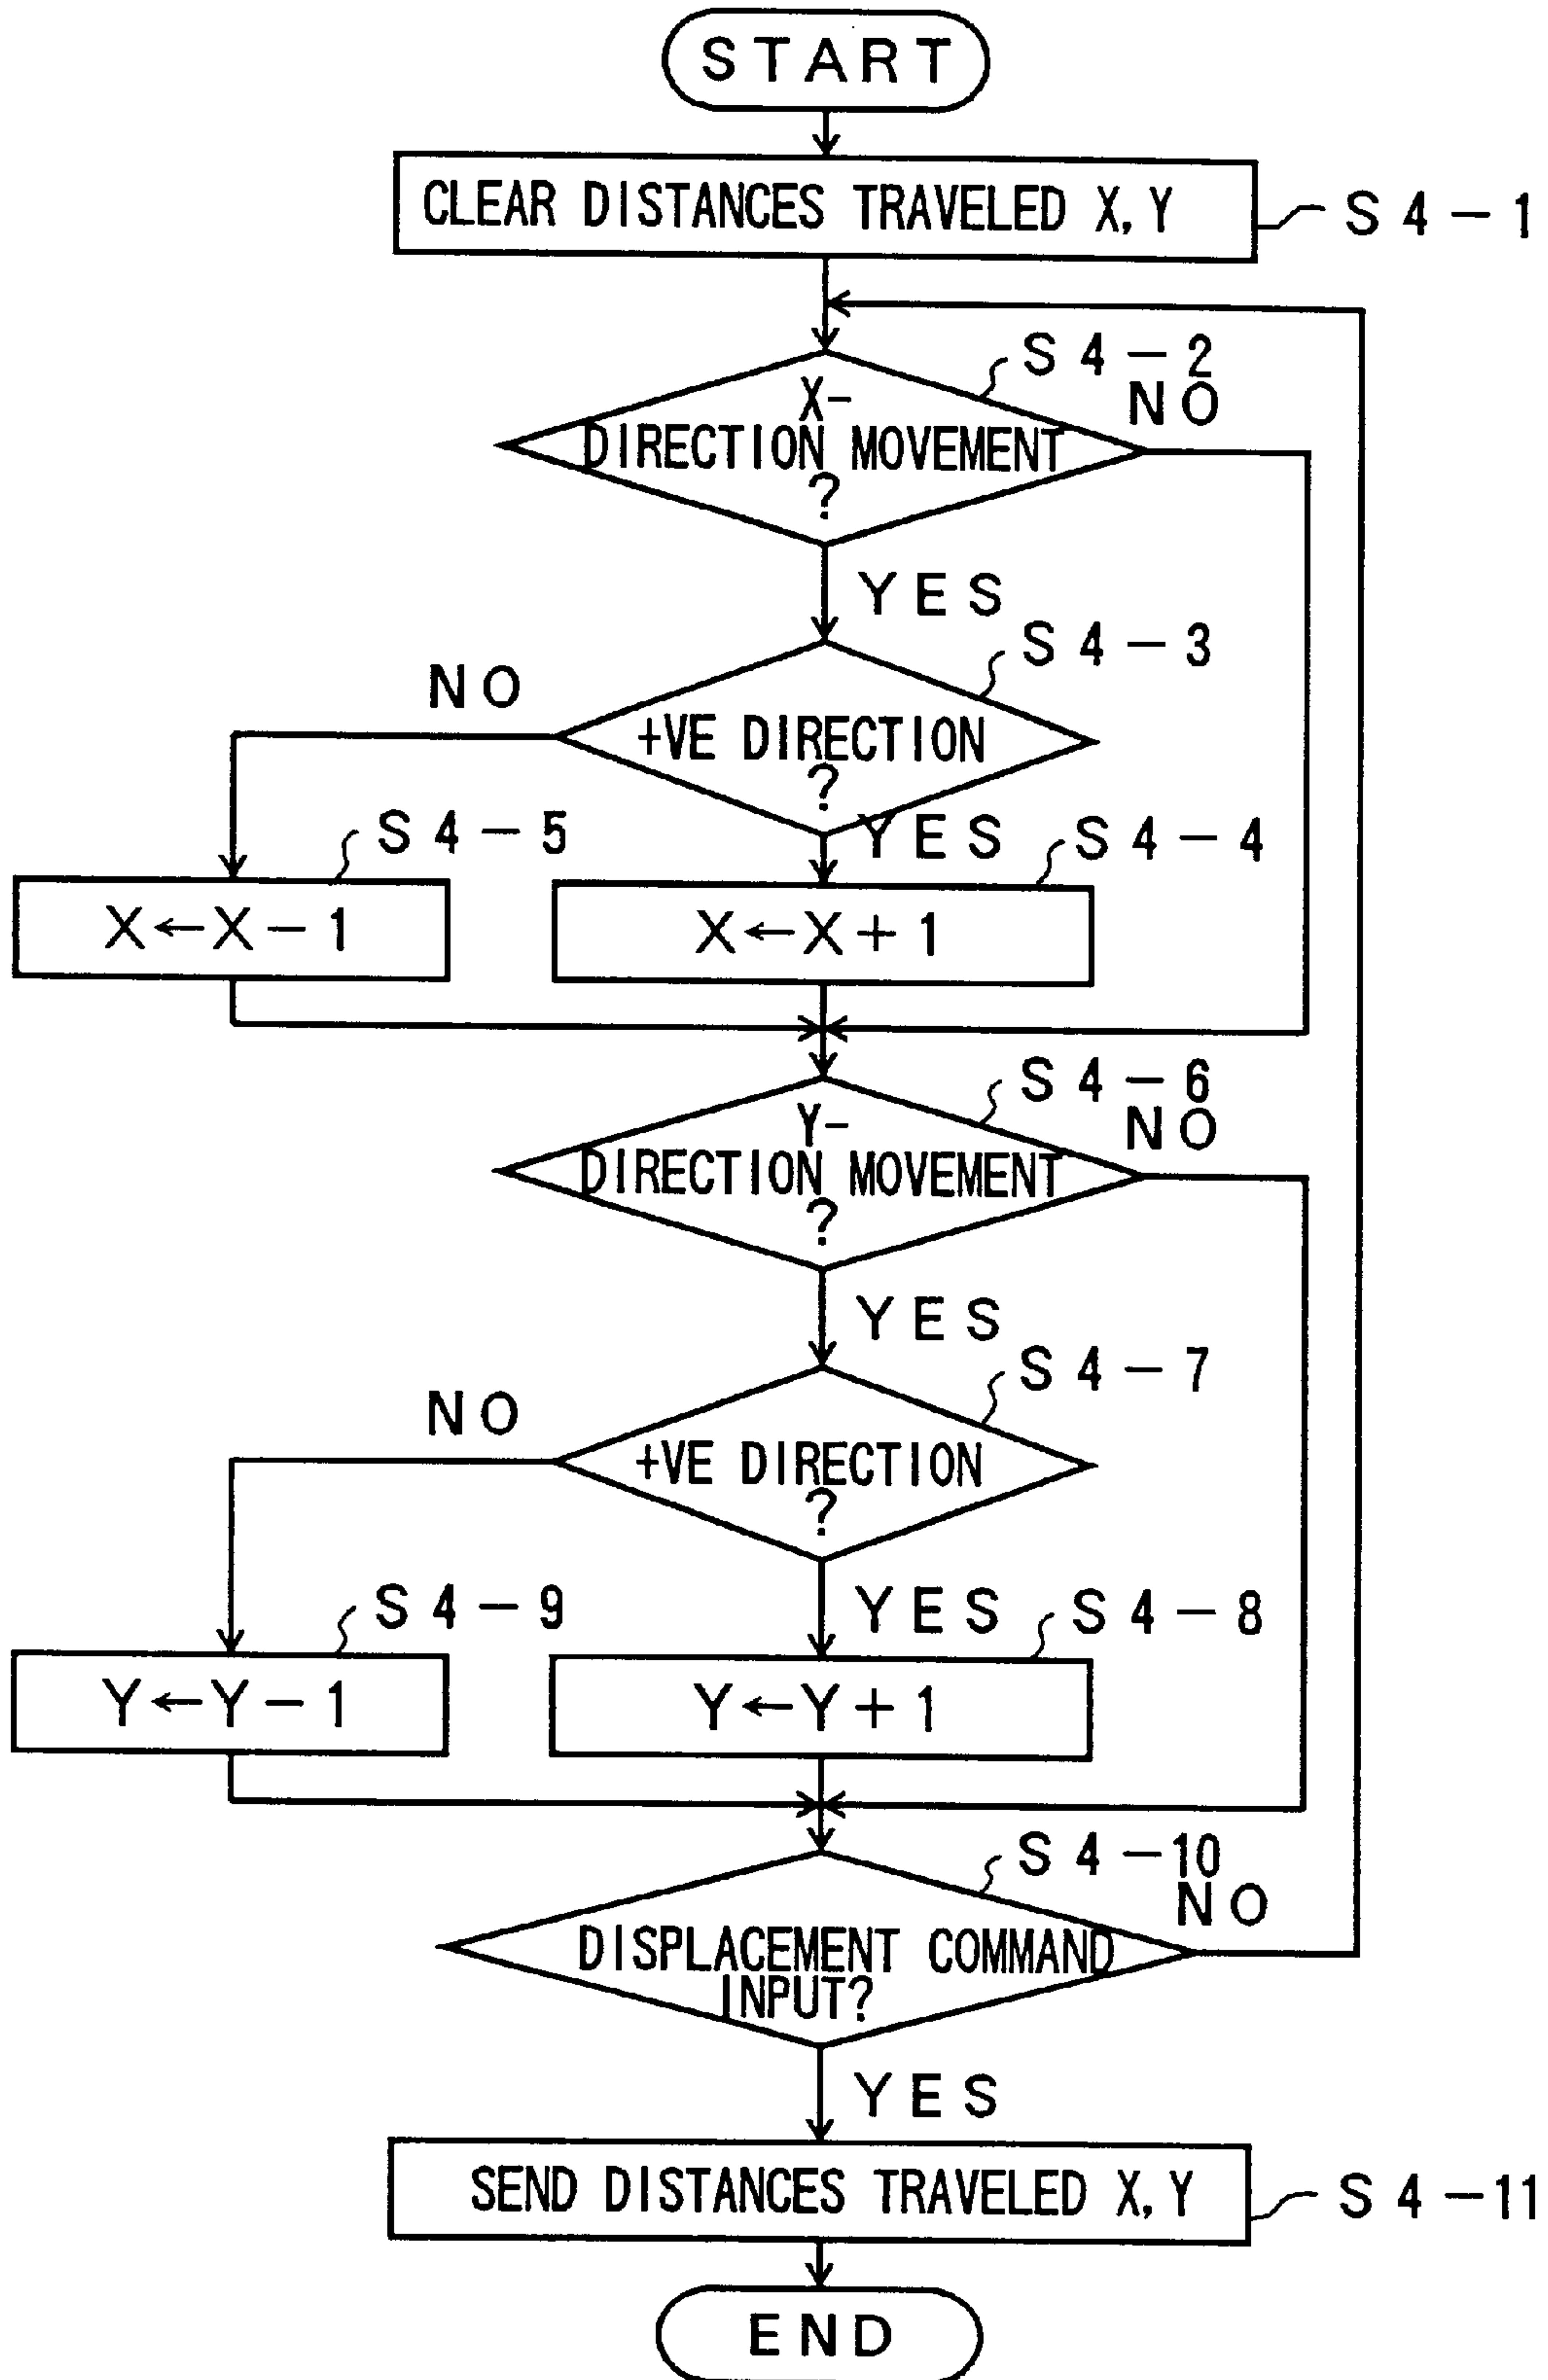 START
CLEAR DISTANCES TRAVELED X, Y
S4-1
S4-2
NO
X-
DIRECTION MOVEMENT
?
YES
S4-3
NO
+VE DIRECTION
?
YES
S4-5
S4-4
X←X-1
X←X+1
S4-6
NO
Y-
DIRECTION MOVEMENT
?
YES
S4-7
NO
+VE DIRECTION
?
YES
S4-9
S4-8
Y←Y-1
Y←Y+1
S4-10
NO
DISPLACEMENT COMMAND
INPUT?
YES
SEND DISTANCES TRAVELED X, Y
S4-11
END